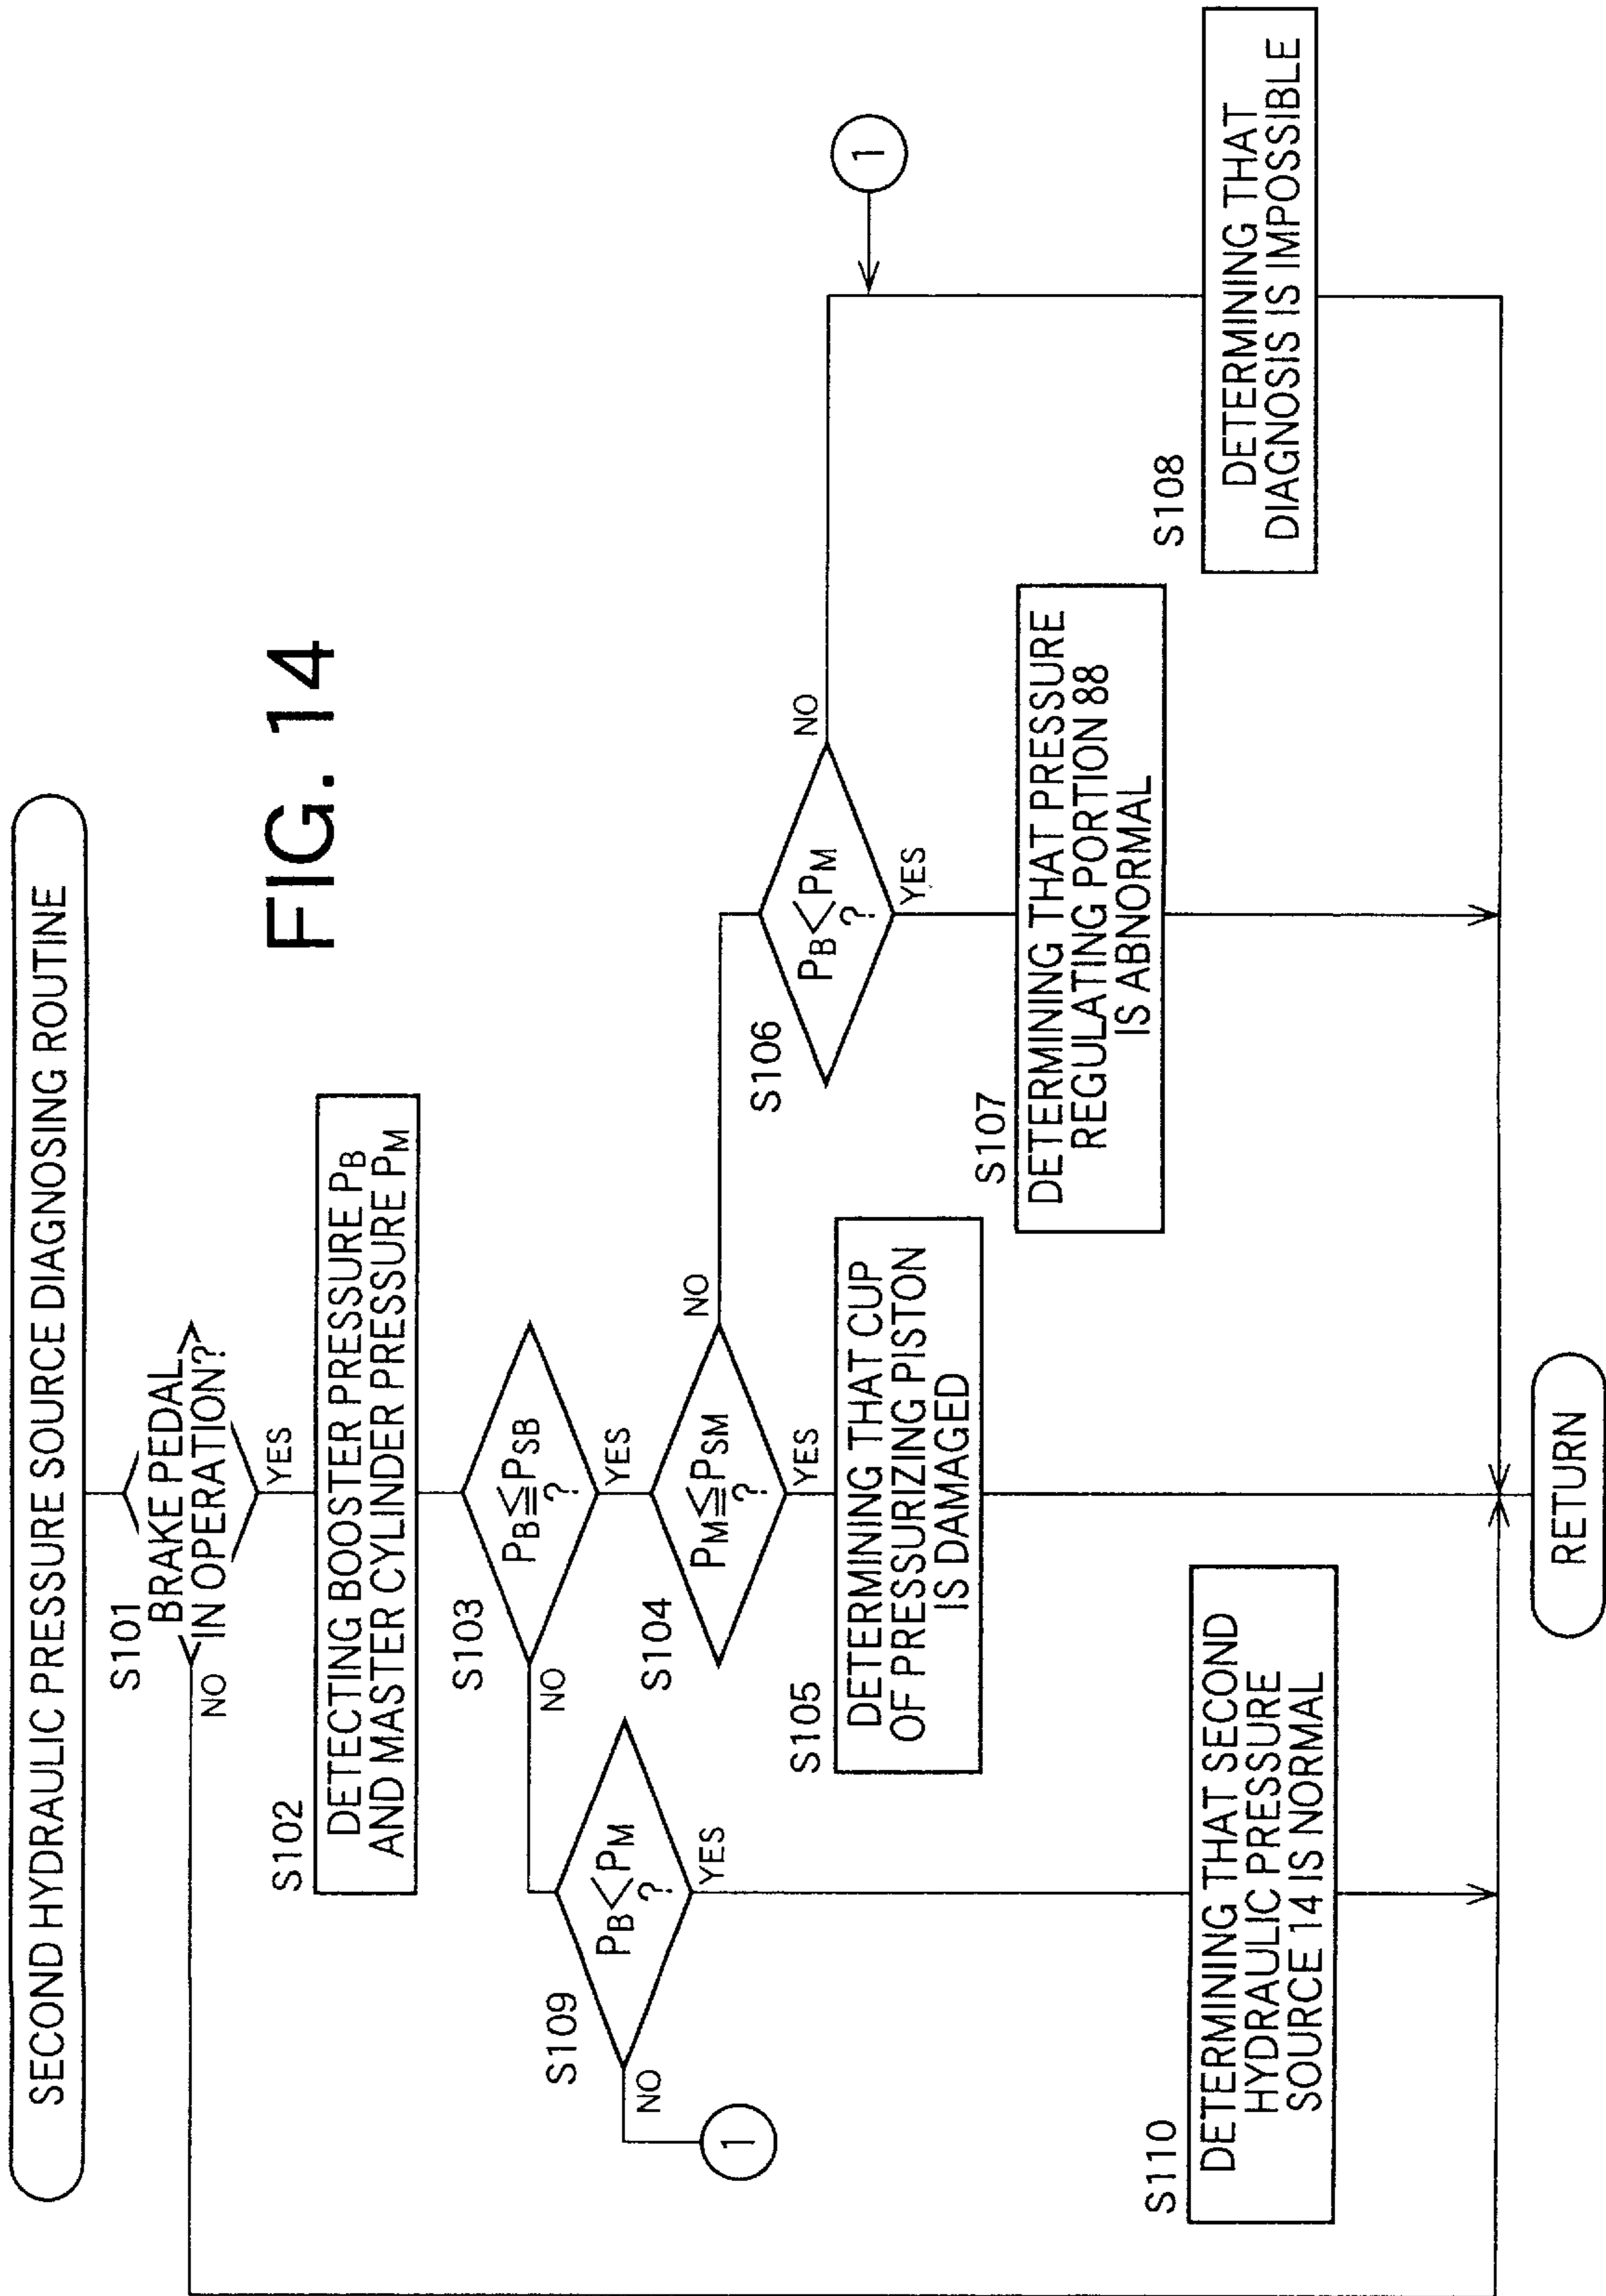 SECOND HYDRAULIC PRESSURE SOURCE DIAGNOSING ROUTINE
FIG. 14
S101
BRAKE PEDAL
IN OPERATION?
NO
YES
S102
DETECTING BOOSTER PRESSURE PB
AND MASTER CYLINDER PRESSURE PM
S103
PB≦PSB
?
NO
YES
S109
PB<PM
?
NO
YES
1
S104
PM≦PSM
?
NO
YES
S105
DETERMINING THAT CUP
OF PRESSURIZING PISTON
IS DAMAGED
S106
PB<PM
?
NO
YES
1
S107
DETERMINING THAT PRESSURE
REGULATING PORTION 88
IS ABNORMAL
S108
DETERMINING THAT
DIAGNOSIS IS IMPOSSIBLE
S110
DETERMINING THAT SECOND
HYDRAULIC PRESSURE
SOURCE 14 IS NORMAL
RETURN